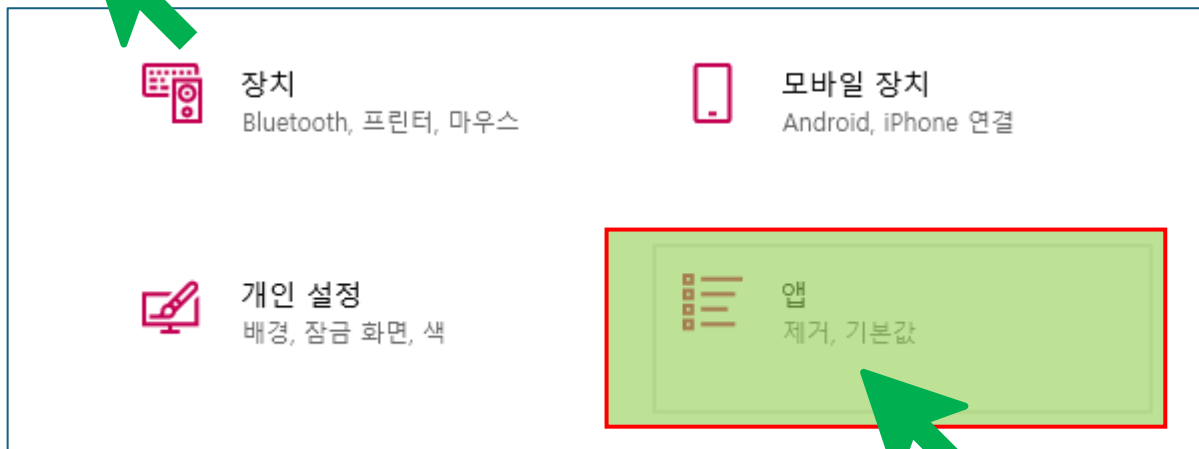 장치
Bluetooth, 프린터, 마우스
모바일 장치
Android, iPhone 연결
개인 설정
배경, 잠금 화면, 색
앱
제거, 기본값